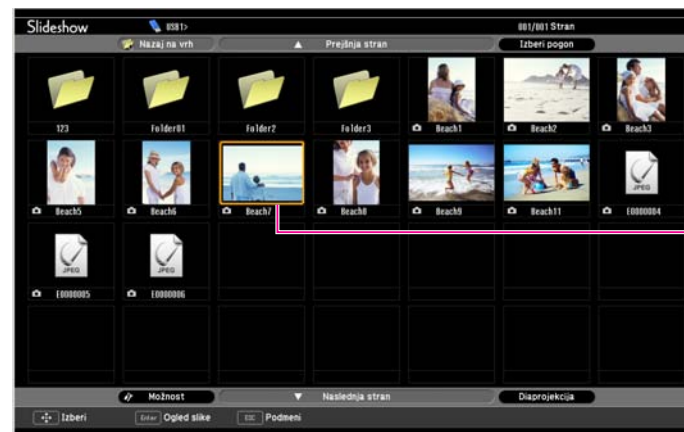 Slideshow USB1> 001/001 Stran
Nazaj na vrh ▲ Prejšnja stran Izberi pogon
123 Folder01 Folder2 Folder3 Beach1 Beach2 Beach3
Beach5 Beach6 Beach7 Beach8 Beach9 Beach11 JPEG E0000004
JPEG JPEG
E0000005 E0000006
Možnost ▼ Naslednja stran Diaprojekcija
Izberi Enter Ogled slike ESC Podmeni